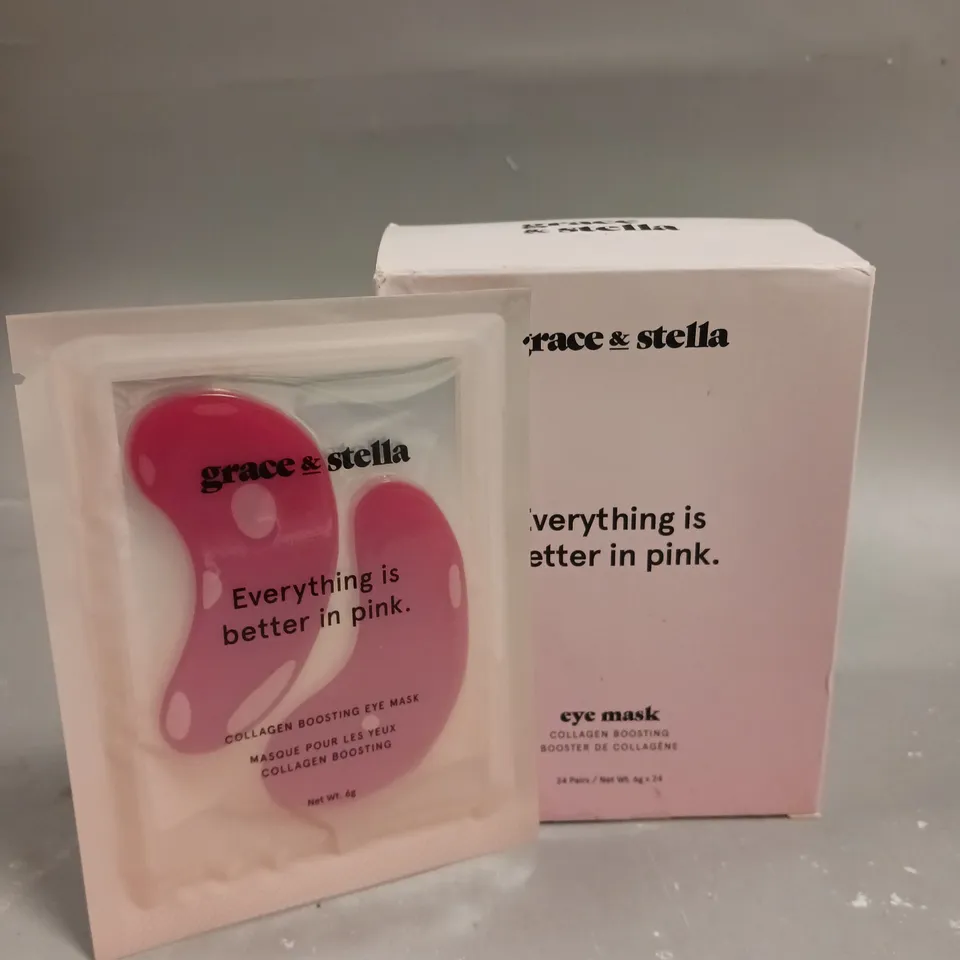 grace & stella
Everything is
better in pink.
COLLAGEN BOOSTING EYE MASK
MASQUE POUR LES YEUX
COLLAGEN BOOSTING
Net Wt. 6g
grace
& stella
grace & stella
Everything is
better in pink.
eye mask
COLLAGEN BOOSTING
BOOSTER DE COLLAGÈNE
24 Pairs / Net Wt. 6g x 24